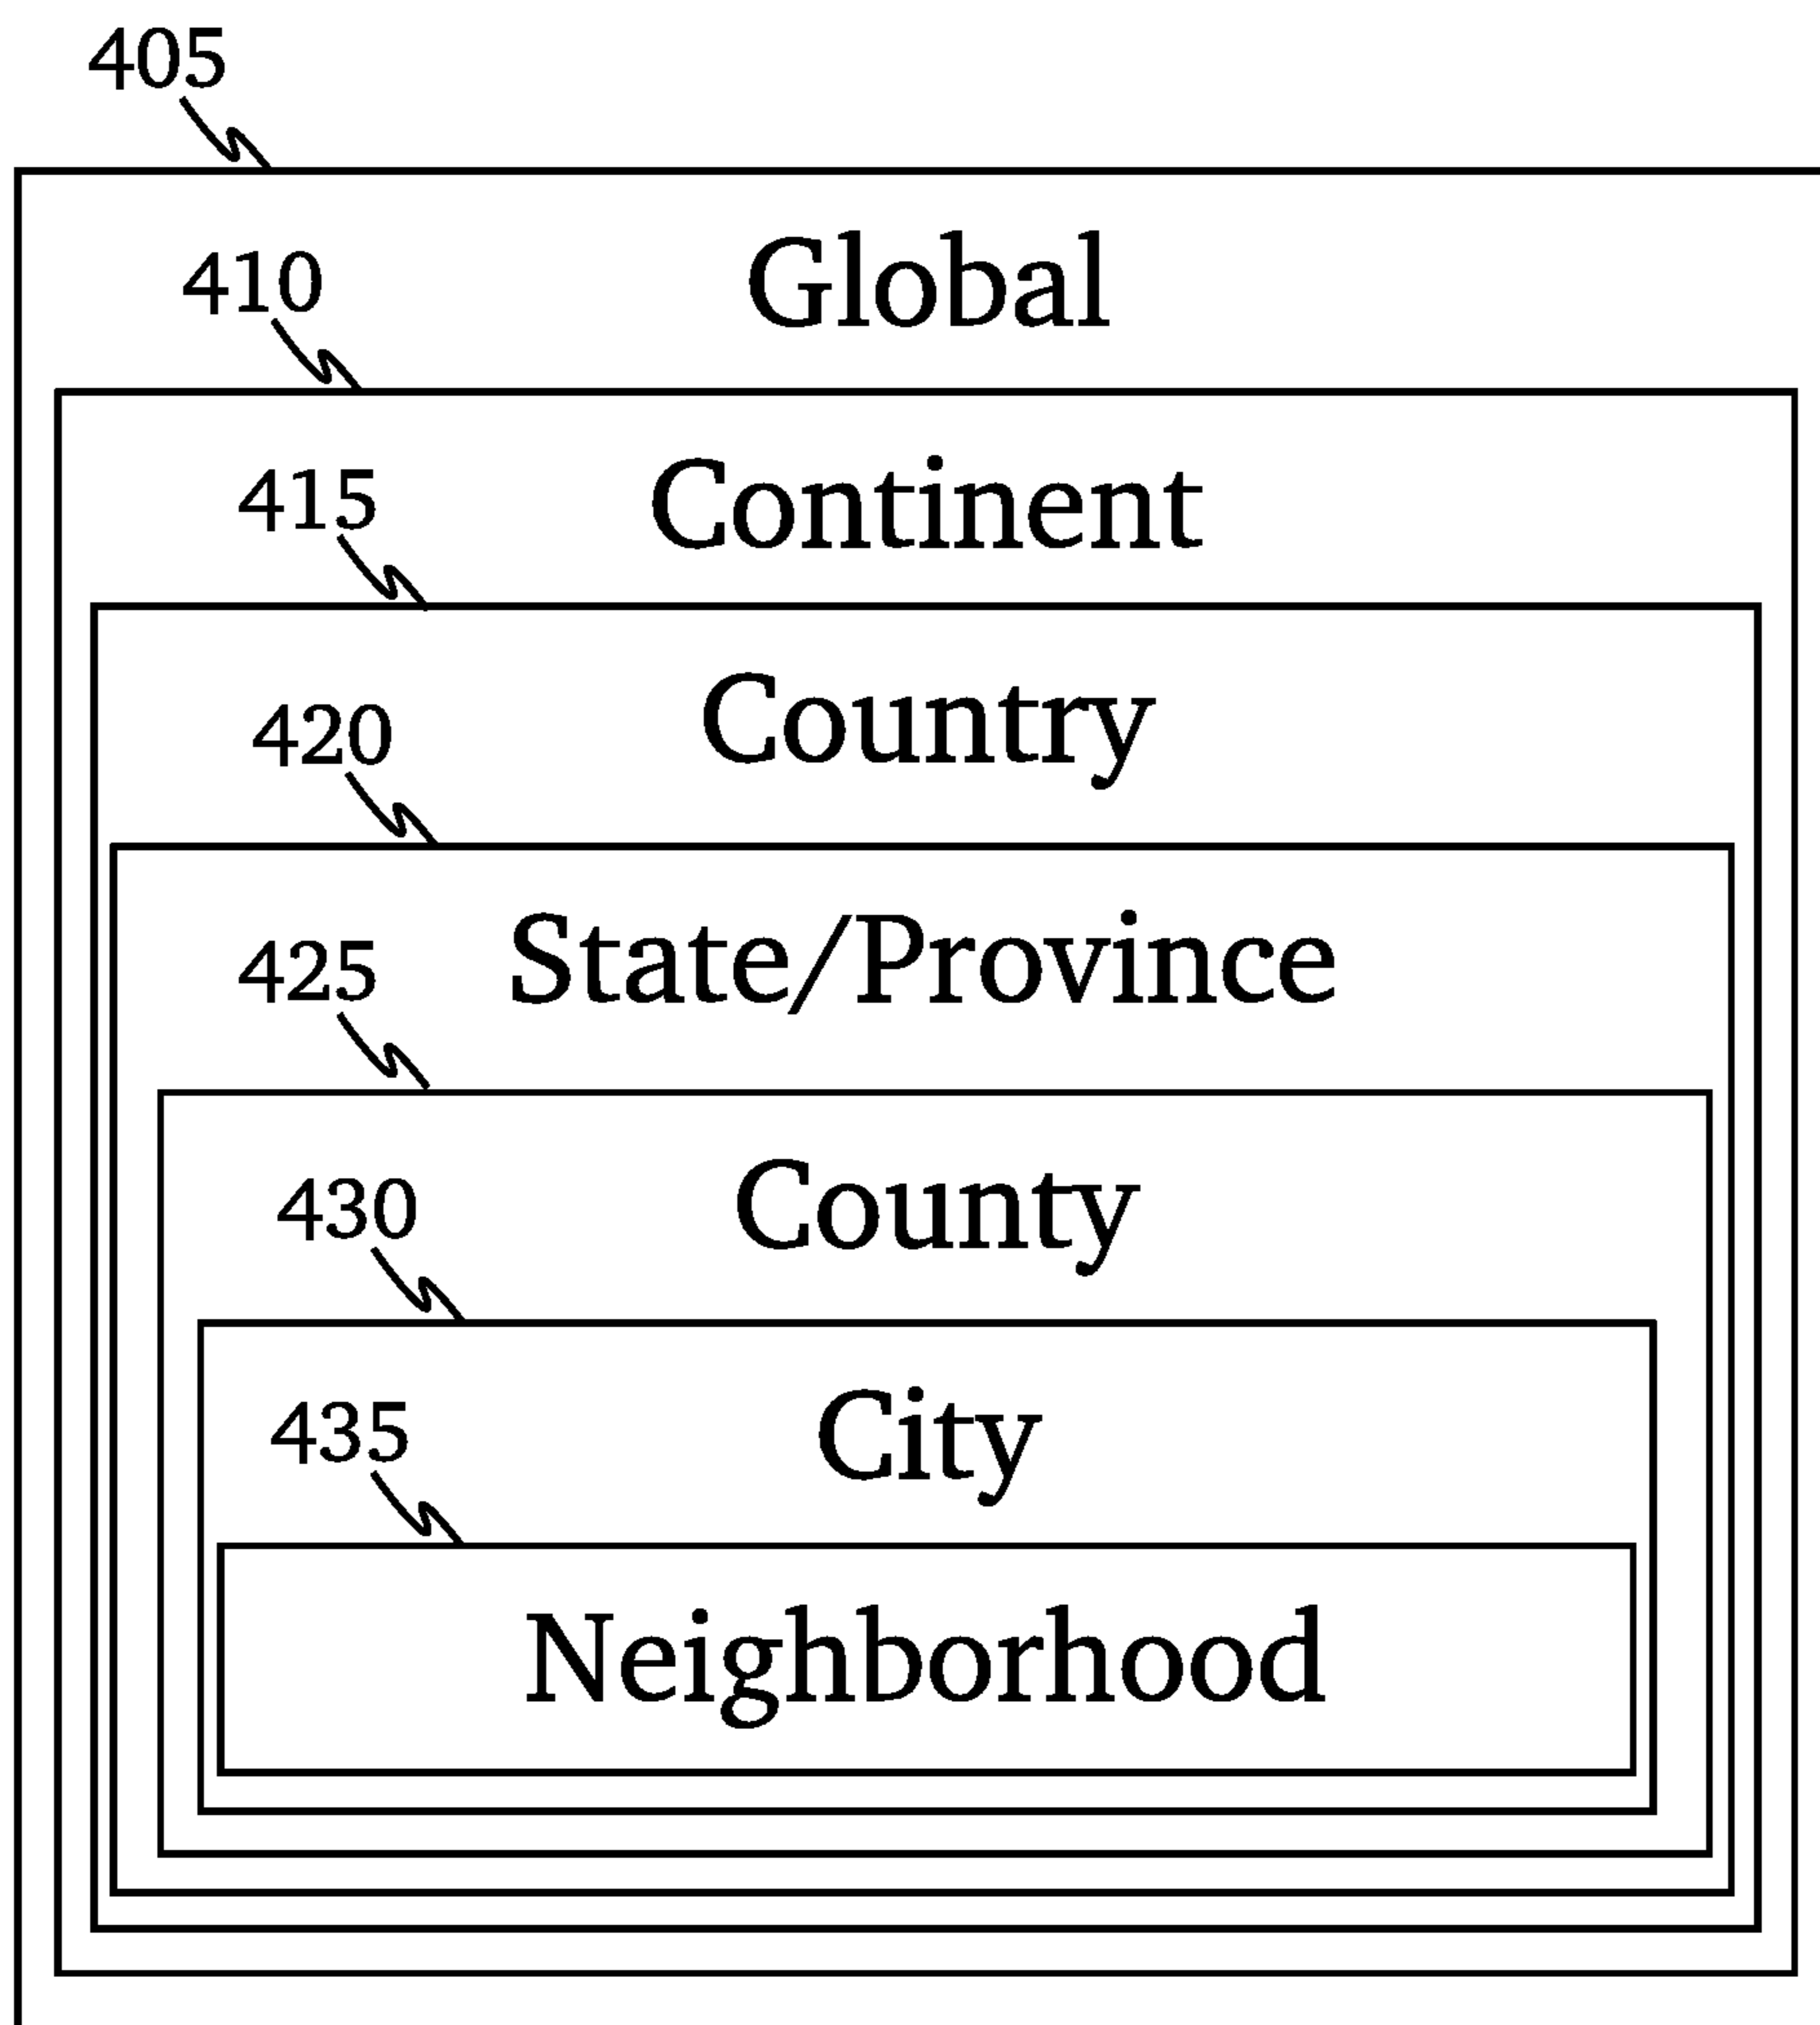 405
Global
410
Continent
415
Country
420
State/Province
425
County
430
City
435
Neighborhood